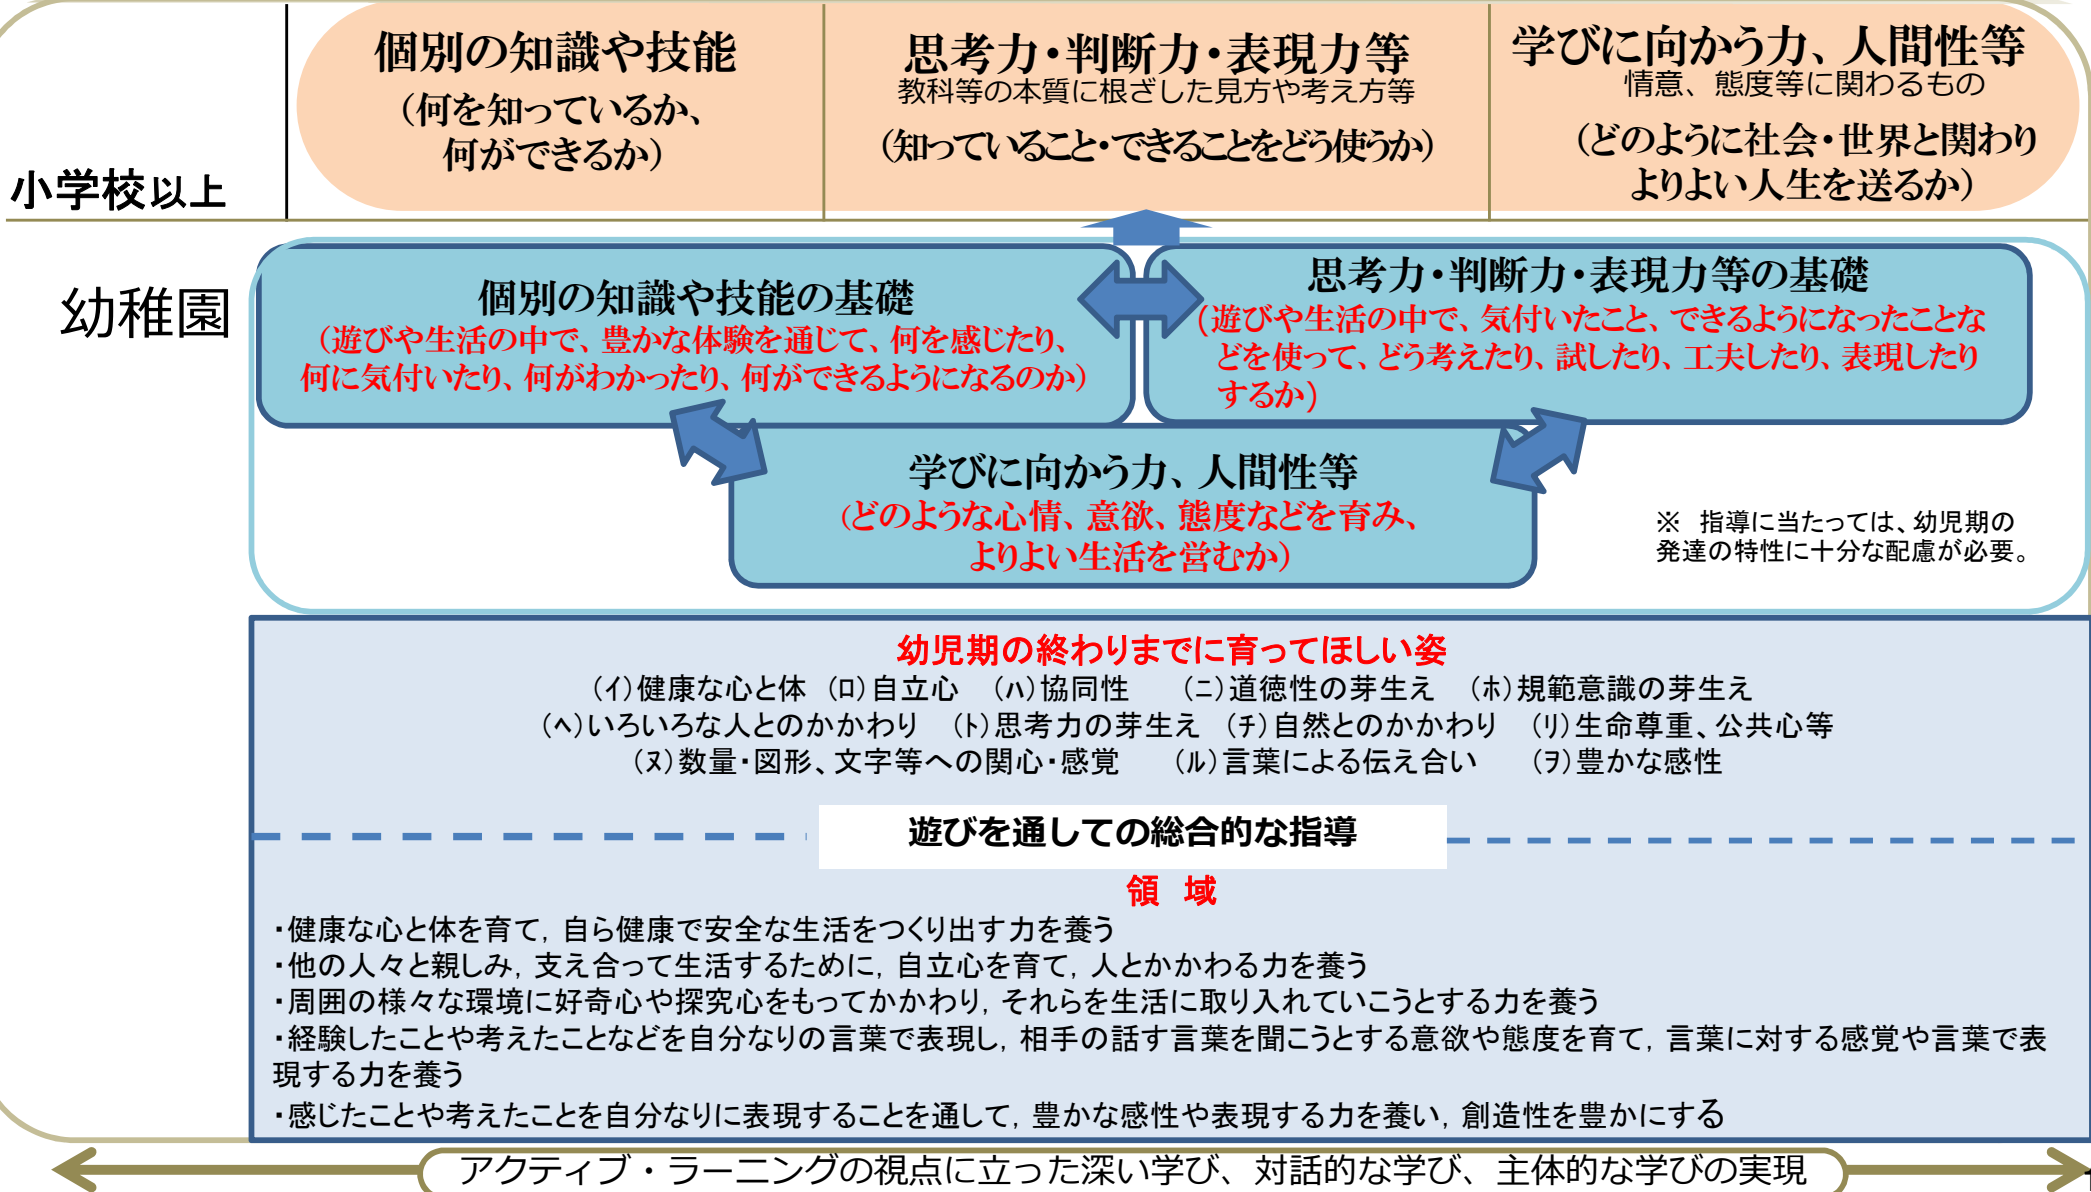 個別の知識や技能
(何を知っているか、
何ができるか)
思考力・判断力・表現力等
教科等の本質に根ざした見方や考え方等
(知っていること・できることをどう使うか)
学びに向かう力、人間性等
情意、態度等に関わるもの
(どのように社会・世界と関わり
よりよい人生を送るか)
小学校以上
幼稚園
個別の知識や技能の基礎
(遊びや生活の中で、豊かな体験を通じて、何を感じたり、
何に気付いたり、何がわかったり、何ができるようになるのか)
思考力・判断力・表現力等の基礎
(遊びや生活の中で、気付いたこと、できるようになったことな
どを使って、どう考えたり、試したり、工夫したり、表現したり
するか)
学びに向かう力、人間性等
(どのような心情、意欲、態度などを育み、
よりよい生活を営むか)
※ 指導に当たっては、幼児期の
発達の特性に十分な配慮が必要。
幼児期の終わりまでに育ってほしい姿
(イ)健康な心と体 (ロ)自立心 (ハ)協同性 (ニ)道徳性の芽生え (ホ)規範意識の芽生え
(ヘ)いろいろな人とのかかわり (ト)思考力の芽生え (チ)自然とのかかわり (リ)生命尊重、公共心等
(ヌ)数量・図形、文字等への関心・感覚 (ル)言葉による伝え合い (ヲ)豊かな感性
遊びを通しての総合的な指導
領 域
・健康な心と体を育て,自ら健康で安全な生活をつくり出す力を養う
・他の人々と親しみ,支え合って生活するために,自立心を育て,人とかかわる力を養う
・周囲の様々な環境に好奇心や探究心をもってかかわり,それらを生活に取り入れていこうとする力を養う
・経験したことや考えたことなどを自分なりの言葉で表現し,相手の話す言葉を聞こうとする意欲や態度を育て,言葉に対する感覚や言葉で表
現する力を養う
・感じたことや考えたことを自分なりに表現することを通して,豊かな感性や表現する力を養い,創造性を豊かにする
アクティブ・ラーニングの視点に立った深い学び、対話的な学び、主体的な学びの実現